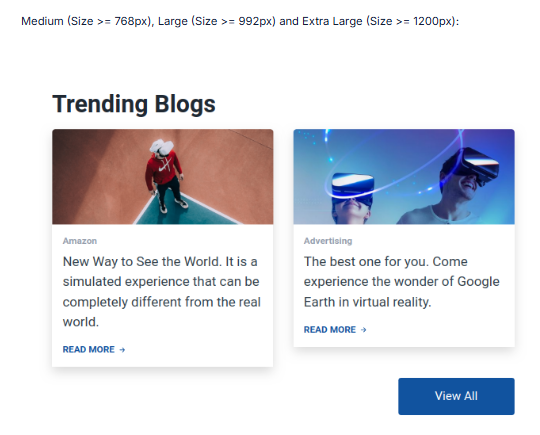 Medium (Size >= 768px), Large (Size >= 992px) and Extra Large (Size >= 1200px):
Trending Blogs
Amazon
New Way to See the World. It is a
simulated experience that can be
completely different from the real
world.
READ MORE →
Advertising
The best one for you. Come
experience the wonder of Google
Earth in virtual reality.
READ MORE →
View All